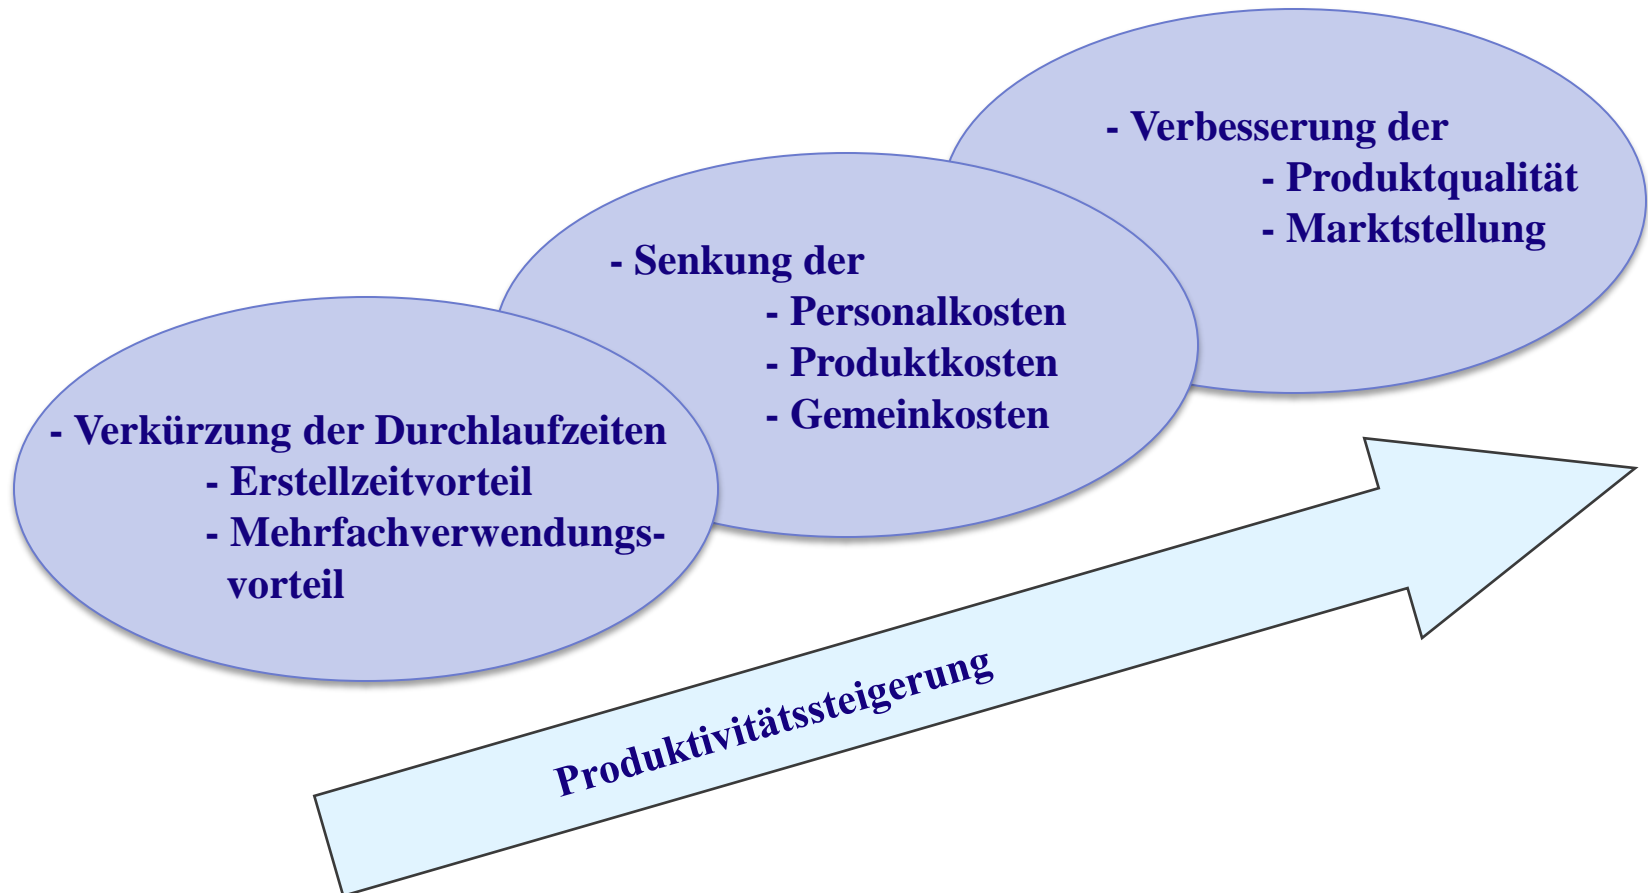 - Verkürzung der Durchlaufzeiten
- Erstellzeitvorteil
- Mehrfachverwendungs-
vorteil
- Senkung der
- Personalkosten
- Produktkosten
- Gemeinkosten
- Verbesserung der
- Produktqualität
- Marktstellung
Produktivitätssteigerung